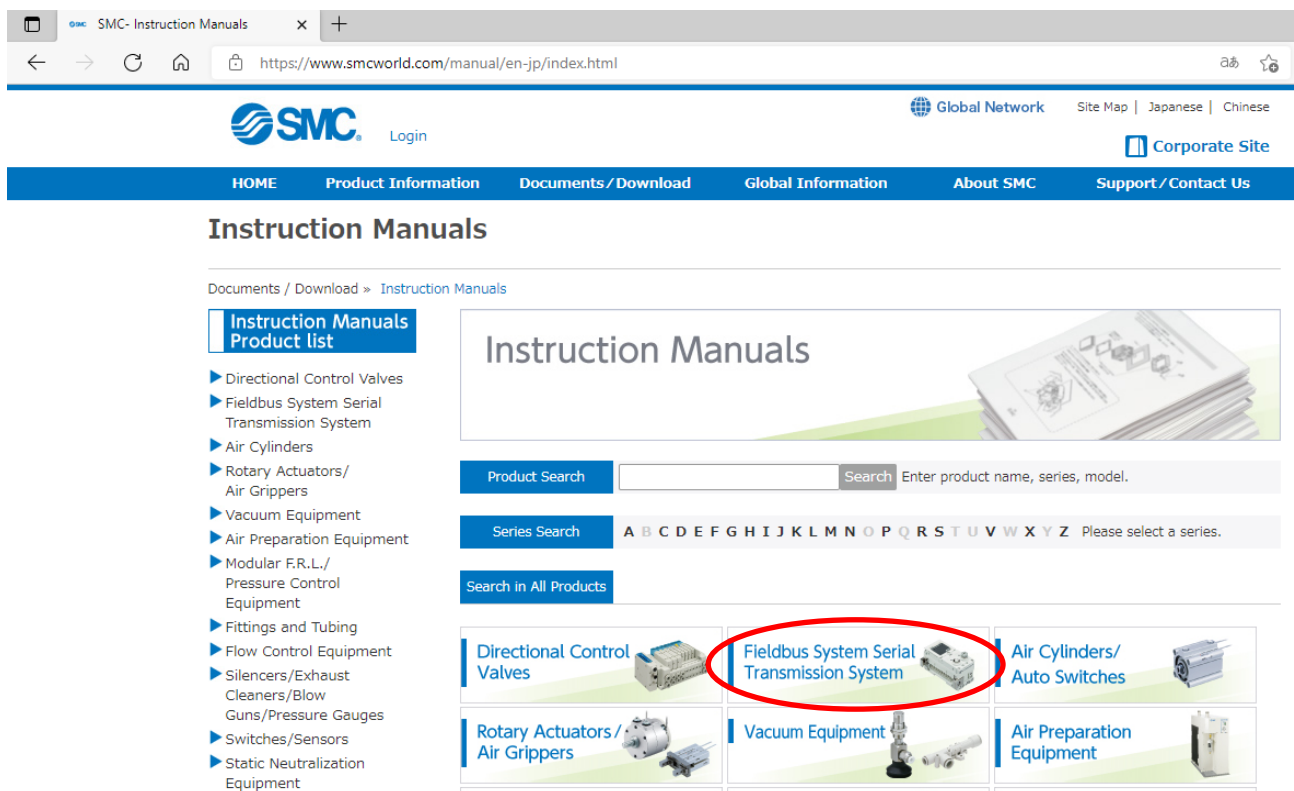 SMC- Instruction Manuals
https://www.smcworld.com/manual/en-jp/index.html
aあ
SMC.
Login
Global Network
Site Map | Japanese | Chinese
Corporate Site
HOME Product Information Documents/Download Global Information About SMC Support/Contact Us
Instruction Manuals
Documents / Download » Instruction Manuals
Instruction Manuals
Product list
Directional Control Valves
Fieldbus System Serial
Transmission System
Air Cylinders
Rotary Actuators/
Air Grippers
Vacuum Equipment
Air Preparation Equipment
Modular F.R.L./
Pressure Control
Equipment
Fittings and Tubing
Flow Control Equipment
Silencers/Exhaust
Cleaners/Blow
Guns/Pressure Gauges
Switches/Sensors
Static Neutralization
Equipment
Instruction Manuals
Product Search Search Enter product name, series, model.
Series Search A B C D E F G H I J K L M N O P Q R S T U V W X Y Z Please select a series.
Search in All Products
Directional Control
Valves
Fieldbus System Serial
Transmission System
Air Cylinders/
Auto Switches
Rotary Actuators/
Air Grippers
Vacuum Equipment
Air Preparation
Equipment